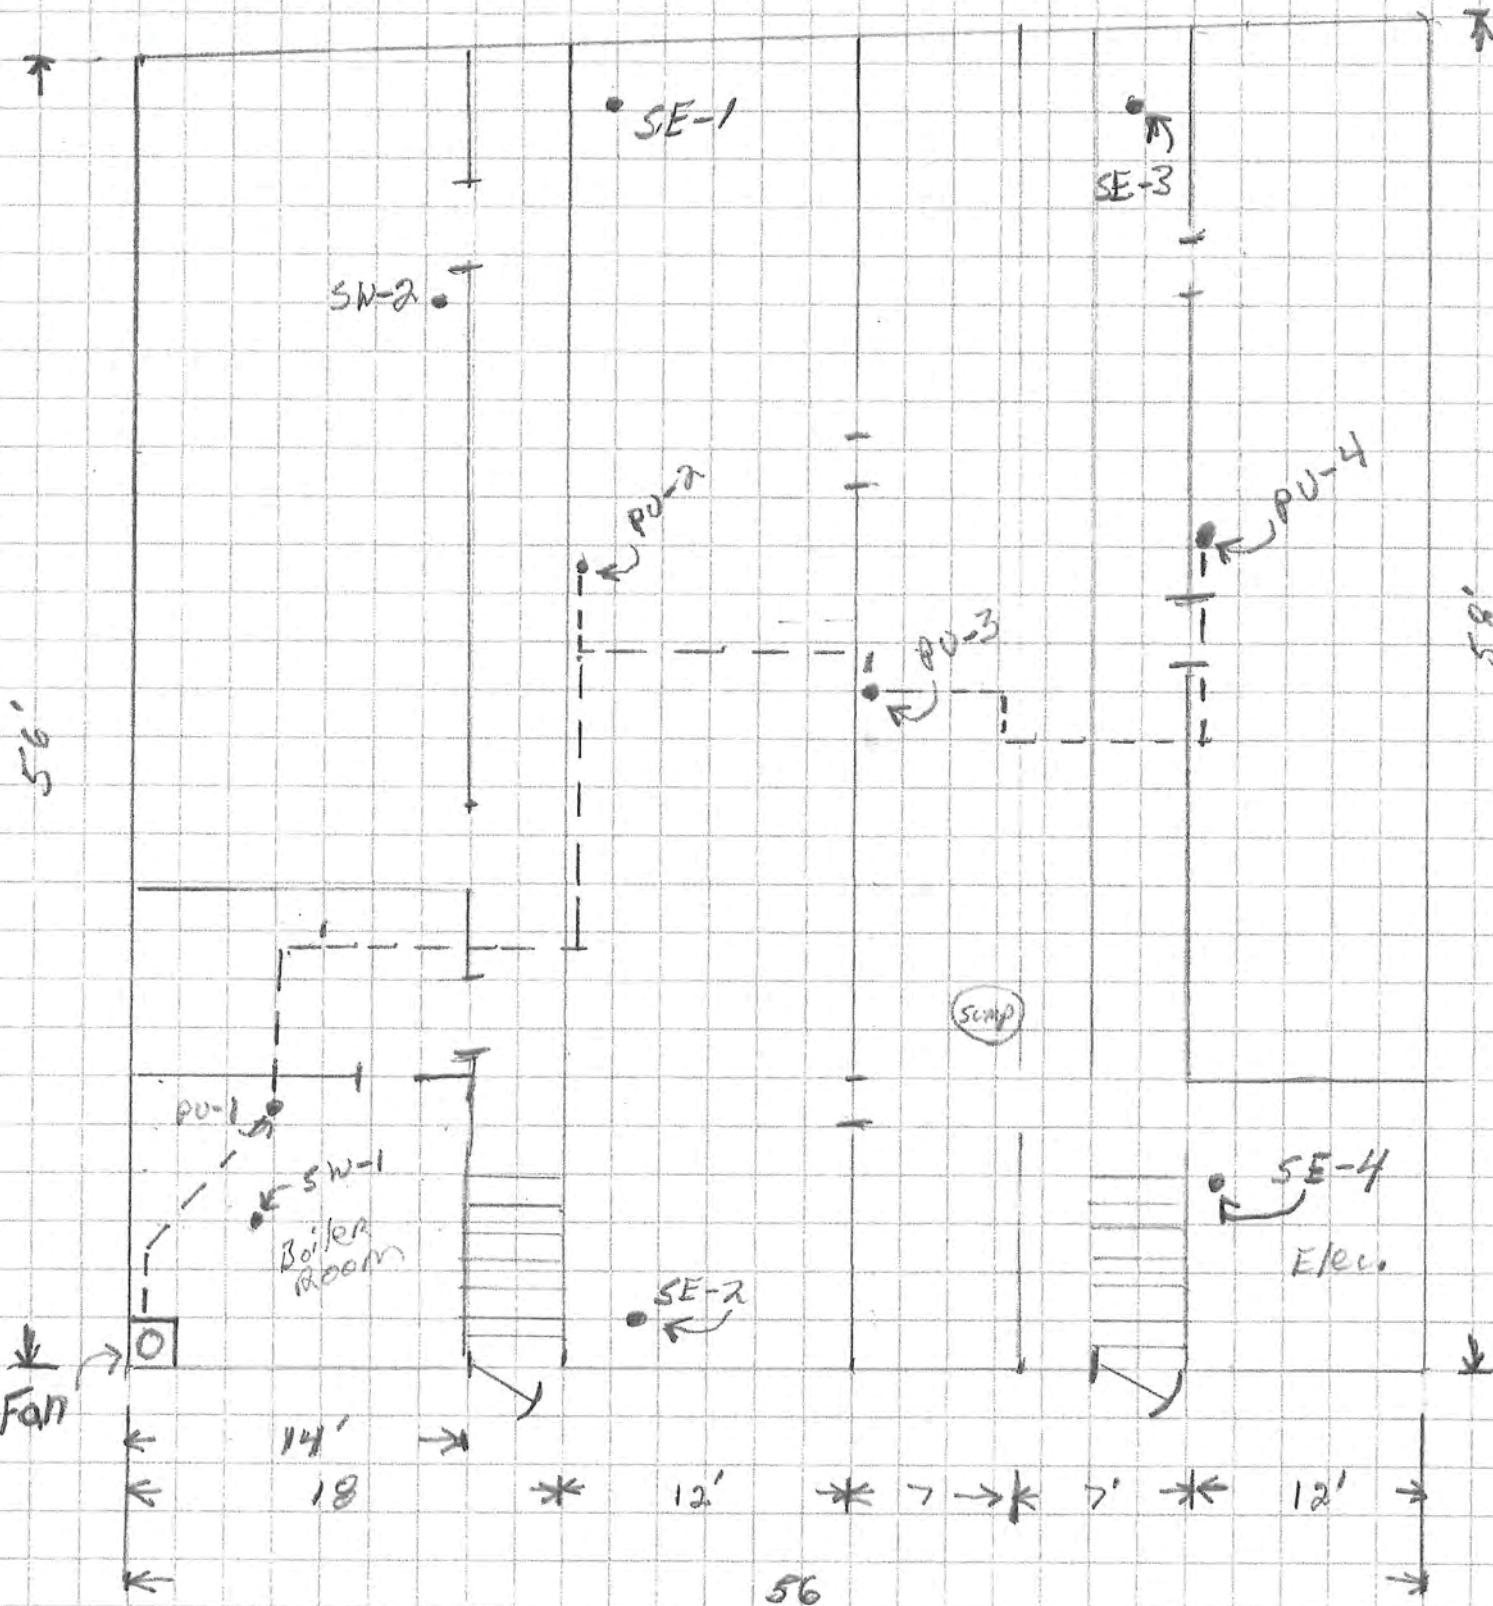 SE-1
SE-3
SW-2
PU-2
PU-4
PU-3
58'
56'
Sump
PU-1
SW-1
Boiler
Room
SE-4
Elec.
SE-2
Fan
14'
18
12'
7
7'
12'
56